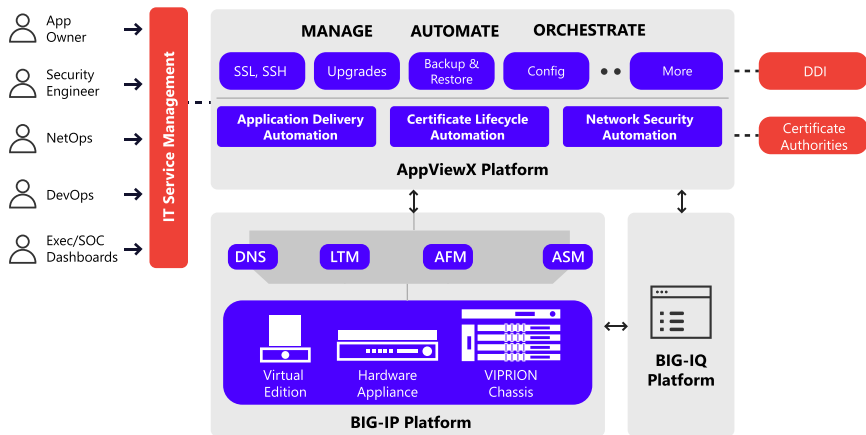 App
Owner
Security
Engineer
NetOps
DevOps
Exec/SOC
Dashboards
IT Service Management
MANAGE
AUTOMATE
ORCHESTRATE
SSL, SSH
Upgrades
Backup &
Restore
Config
More
DDI
Application Delivery
Automation
Certificate Lifecycle
Automation
Network Security
Automation
Certificate
Authorities
AppViewX Platform
DNS
LTM
AFM
ASM
Virtual
Edition
Hardware
Appliance
VIPRION
Chassis
BIG-IP Platform
BIG-IQ
Platform